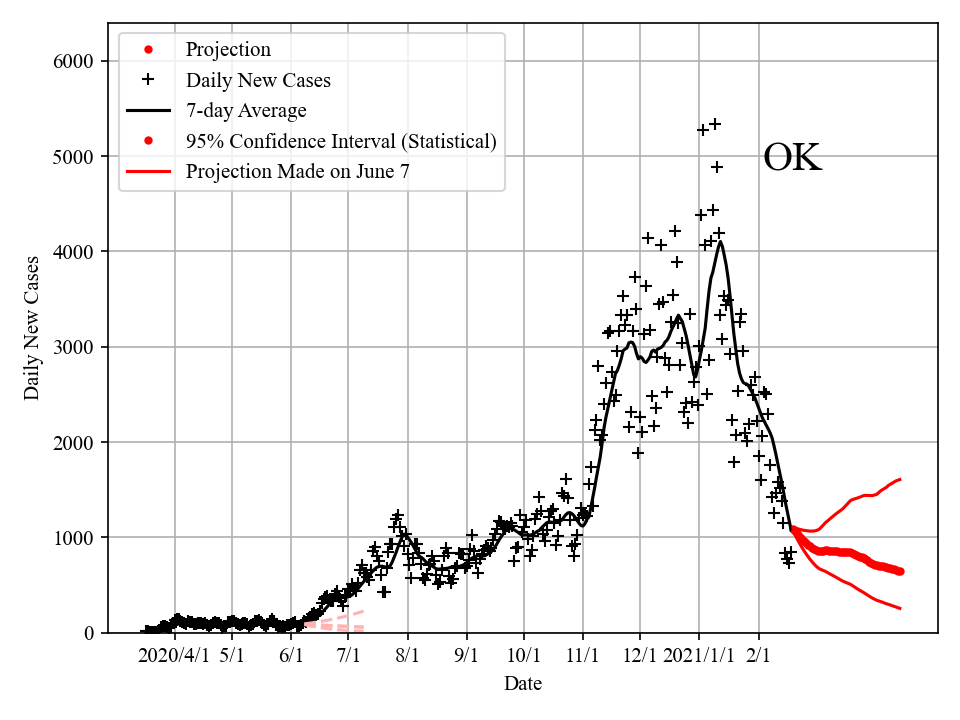 Projection
Daily New Cases
7-day Average
95% Confidence Interval (Statistical)
Projection Made on June 7
OK
6000
5000
4000
3000
2000
1000
0
Daily New Cases
2020/4/1 5/1 6/1 7/1 8/1 9/1 10/1 11/1 12/1 2021/1/1 2/1
Date